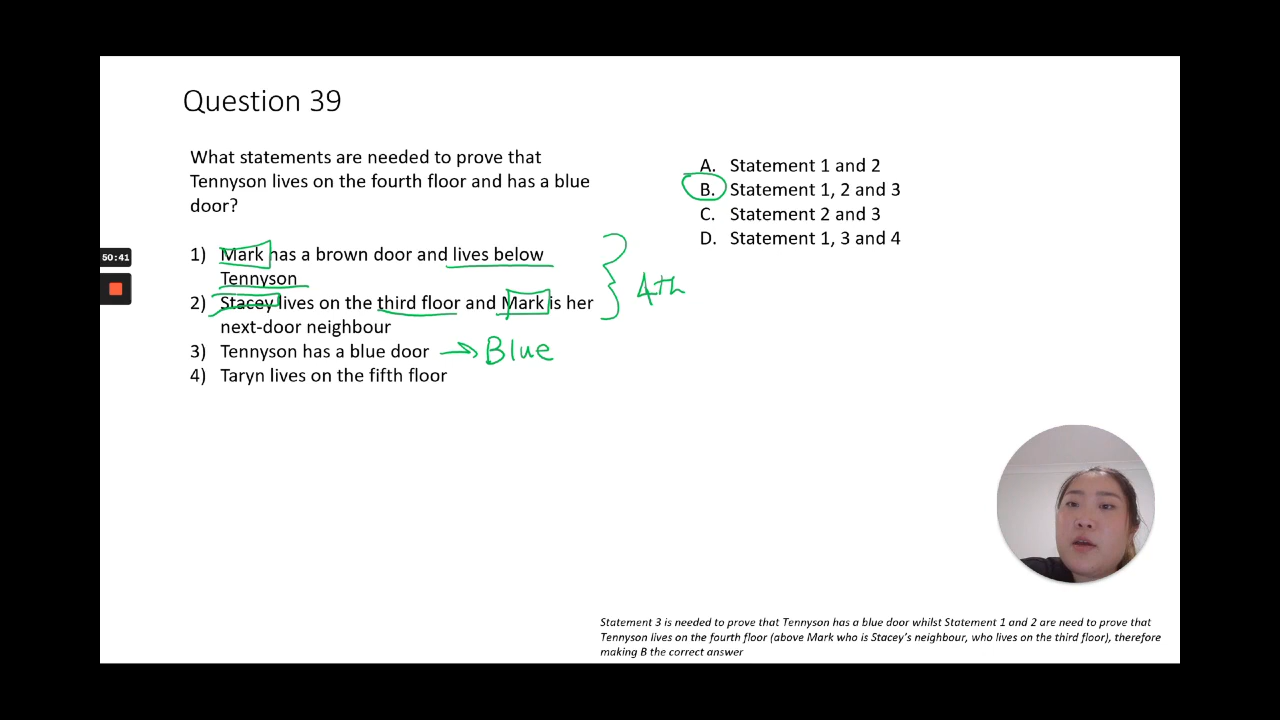 Question 39
What statements are needed to prove that
Tennyson lives on the fourth floor and has a blue
door?
1) Mark has a brown door and lives below
Tennyson
2) Stacey lives on the third floor and Mark is her
next-door neighbour
3) Tennyson has a blue door → Blue
4) Taryn lives on the fifth floor
4th
A. Statement 1 and 2
B. Statement 1, 2 and 3
C. Statement 2 and 3
D. Statement 1, 3 and 4
50:41
Statement 3 is needed to prove that Tennyson has a blue door whilst Statement 1 and 2 are need to prove that
Tennyson lives on the fourth floor (above Mark who is Stacey's neighbour, who lives on the third floor), therefore
making B the correct answer